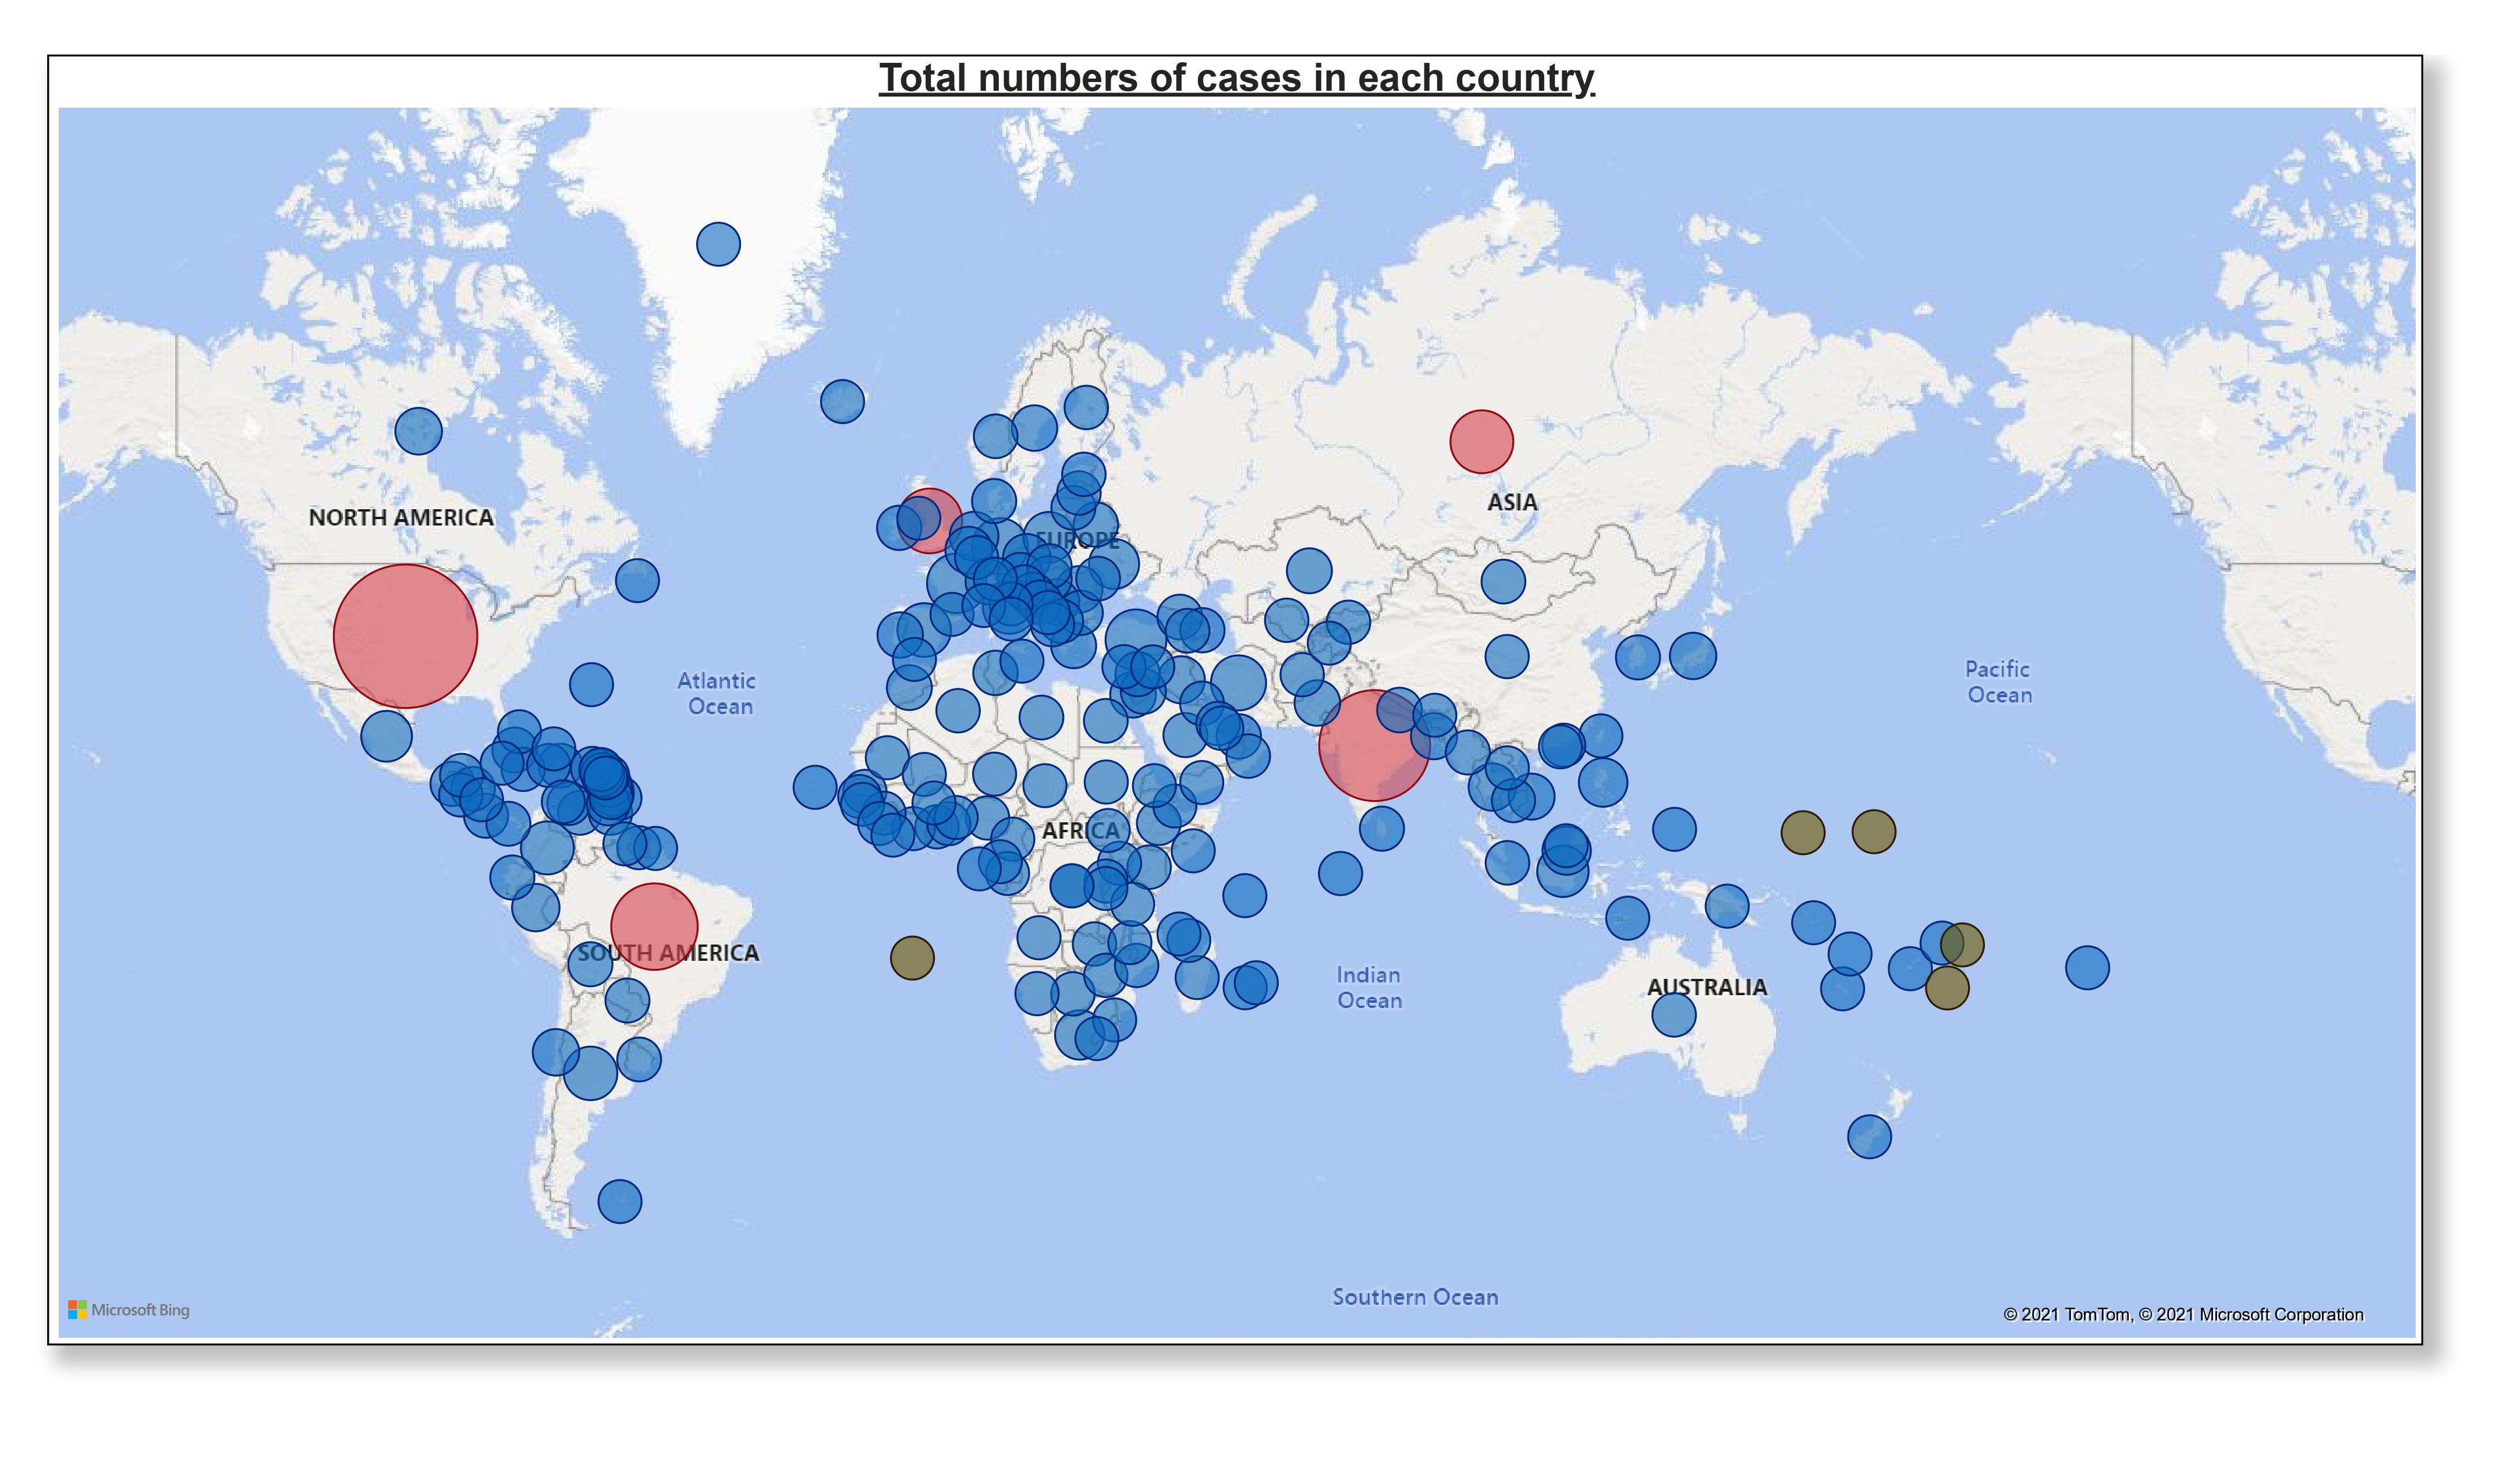 Total numbers of cases in each country
NORTH AMERICA
ASIA
EUROPE
Atlantic
Ocean
Pacific
Ocean
AFRICA
SOUTH AMERICA
Indian
Ocean
AUSTRALIA
Southern Ocean
Microsoft Bing
© 2021 TomTom, © 2021 Microsoft Corporation